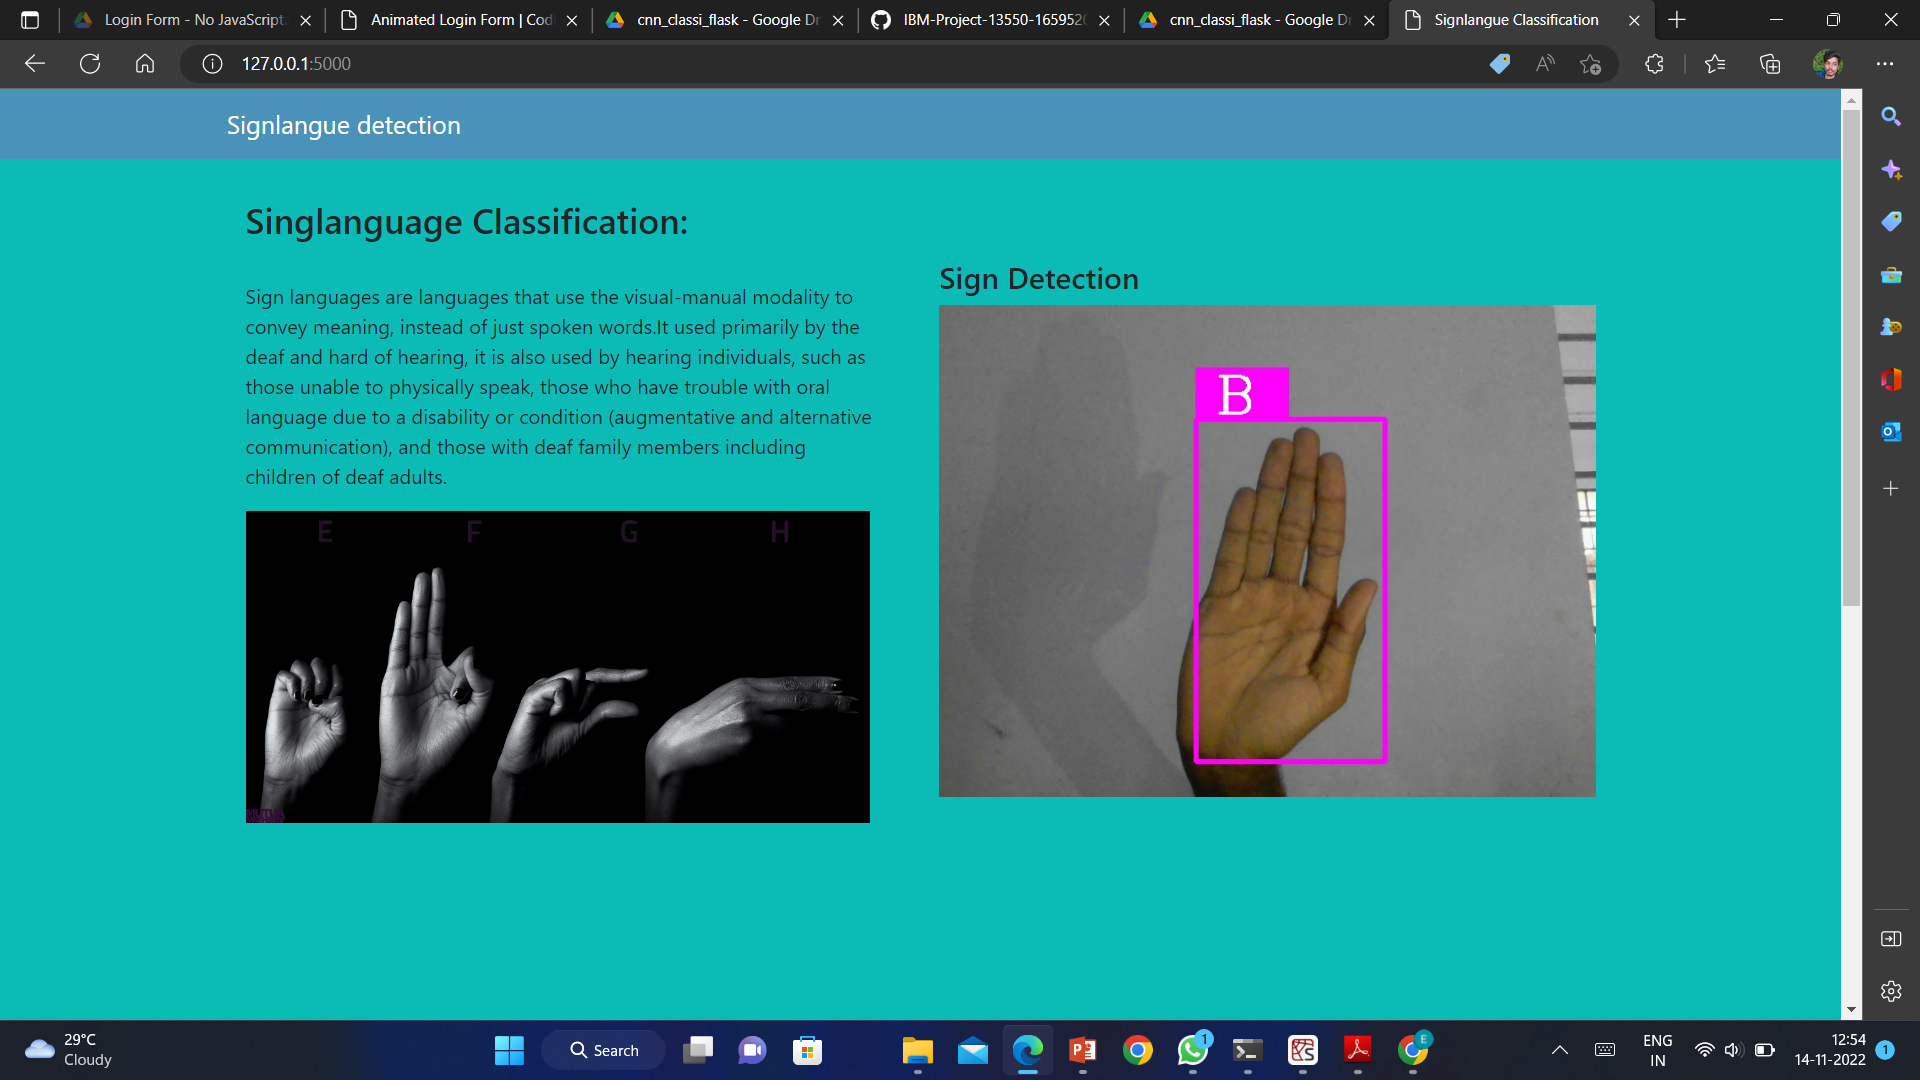 Login Form - No JavaScript.
Animated Login Form | Codi
cnn_classi_flask - Google Dr
IBM-Project-13550-1659520
cnn_classi_flask - Google Dr
Signlangue Classification
127.0.0.1:5000
Signlangue detection
Singlanguage Classification:
Sign languages are languages that use the visual-manual modality to
convey meaning, instead of just spoken words.It used primarily by the
deaf and hard of hearing, it is also used by hearing individuals, such as
those unable to physically speak, those who have trouble with oral
language due to a disability or condition (augmentative and alternative
communication), and those with deaf family members including
children of deaf adults.
E F G H
Sign Detection
B
29°C
Cloudy
Search
1
E
ENG
IN
12:54
14-11-2022
1